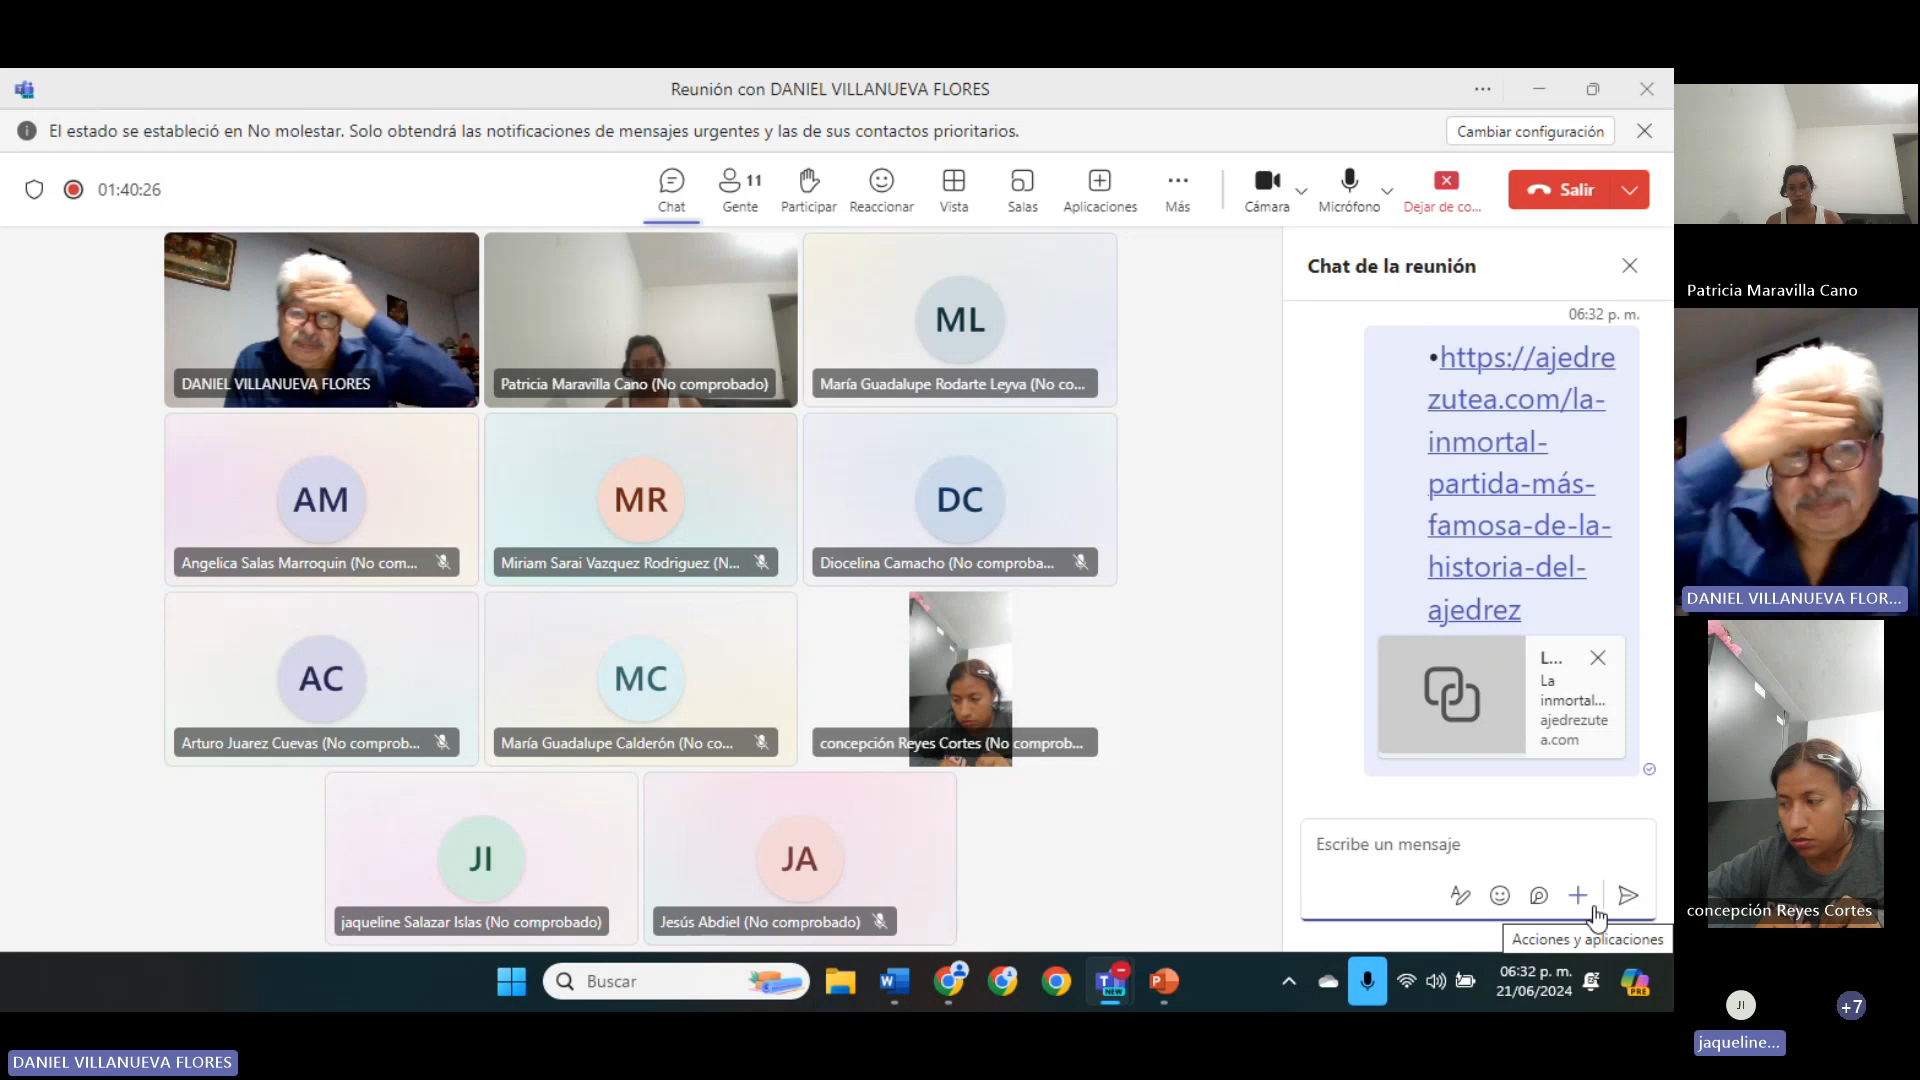 Reunión con DANIEL VILLANUEVA FLORES
El estado se estableció en No molestar. Solo obtendrá las notificaciones de mensajes urgentes y las de sus contactos prioritarios.
Cambiar configuración
01:40:26
Chat
11
Gente
Participar
Reaccionar
Vista
Salas
Aplicaciones
Más
Cámara
Micrófono
Dejar de co...
Salir
DANIEL VILLANUEVA FLORES
Patricia Maravilla Cano (No comprobado)
ML
María Guadalupe Rodarte Leyva (No co...
AM
Angelica Salas Marroquin (No com...
MR
Miriam Sarai Vazquez Rodriguez (N...
DC
Diocelina Camacho (No comproba...
AC
Arturo Juarez Cuevas (No comprob...
MC
María Guadalupe Calderón (No co...
concepción Reyes Cortes (No comprob...
JI
jaqueline Salazar Islas (No comprobado)
JA
Jesús Abdiel (No comprobado)
Chat de la reunión
06:32 p. m.
•https://ajedre
zutea.com/la-
inmortal-
partida-más-
famosa-de-la-
historia-del-
ajedrez
L...
La
inmortal...
ajedrezute
a.com
Escribe un mensaje
Acciones y aplicaciones
Buscar
06:32 p. m.
21/06/2024
Patricia Maravilla Cano
DANIEL VILLANUEVA FLOR...
concepción Reyes Cortes
JI
+7
jaqueline...
DANIEL VILLANUEVA FLORES